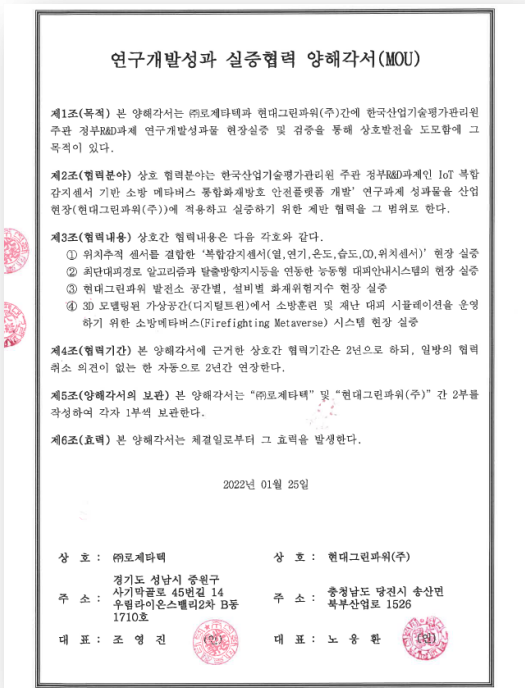 연구개발성과 실증협력 양해각서(MOU)
제1조(목적) 본 양해각서는 ㈜로제타텍과 현대그린파워(주)간에 한국산업기술평가관리원
주관 정부R&D과제 연구개발성과물 현장실증 및 검증을 통해 상호발전을 도모함에 그
목적이 있다.
제2조(협력분야) 상호 협력분야는 한국산업기술평가관리원 주관 정부R&D과제인 IoT 복합
감지센서 기반 소방 메타버스 통합화재방호 안전플랫폼 개발’ 연구과제 성과물을 산업
현장(현대그린파워(주))에 적용하고 실증하기 위한 제반 협력을 그 범위로 한다.
제3조(협력내용) 상호간 협력내용은 다음 각호와 같다.
① 위치추적 센서를 결합한 ‘복합감지센서(열,연기,온도,습도,CO,위치센서)’ 현장 실증
② 최단대피경로 알고리즘과 탈출방향지시등을 연동한 능동형 대피안내시스템의 현장 실증
③ 현대그린파워 발전소 공간별, 설비별 화재위험지수 현장 실증
④ 3D 모델링된 가상공간(디지털트윈)에서 소방훈련 및 재난 대피 시뮬레이션을 운영
하기 위한 소방메타버스(Firefighting Metaverse) 시스템 현장 실증
제4조(협력기간) 본 양해각서에 근거한 상호간 협력기간은 2년으로 하되, 일방의 협력
취소 의견이 없는 한 자동으로 2년간 연장한다.
제5조(양해각서의 보관) 본 양해각서는 “㈜로제타텍” 및 “현대그린파워(주)” 간 2부를
작성하여 각자 1부씩 보관한다.
제6조(효력) 본 양해각서는 체결일로부터 그 효력을 발생한다.
2022년 01월 25일
상 호 : ㈜로제타텍
주 소 : 경기도 성남시 중원구
사기막골로 45번길 14
우림라이온스밸리2차 B동
1710호
대 표 : 조 영 진 (인)
상 호 : 현대그린파워(주)
주 소 : 충청남도 당진시 송산면
북부산업로 1526
대 표 : 노 웅 환 (인)